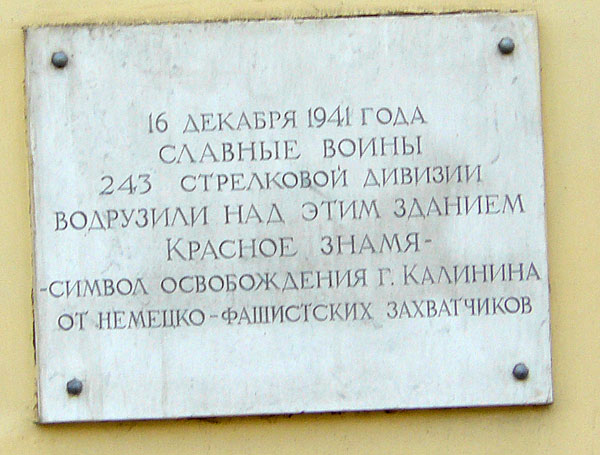 16 ДЕКАБРЯ 1941 ГОДА
СЛАВНЫЕ ВОИНЫ
243 СТРЕЛКОВОЙ ДИВИЗИИ
ВОДРУЗИЛИ НАД ЭТИМ ЗДАНИЕМ
КРАСНОЕ ЗНАМЯ-
-СИМВОЛ ОСВОБОЖДЕНИЯ Г. КАЛИНИНА
ОТ НЕМЕЦКО-ФАШИСТСКИХ ЗАХВАТЧИКОВ